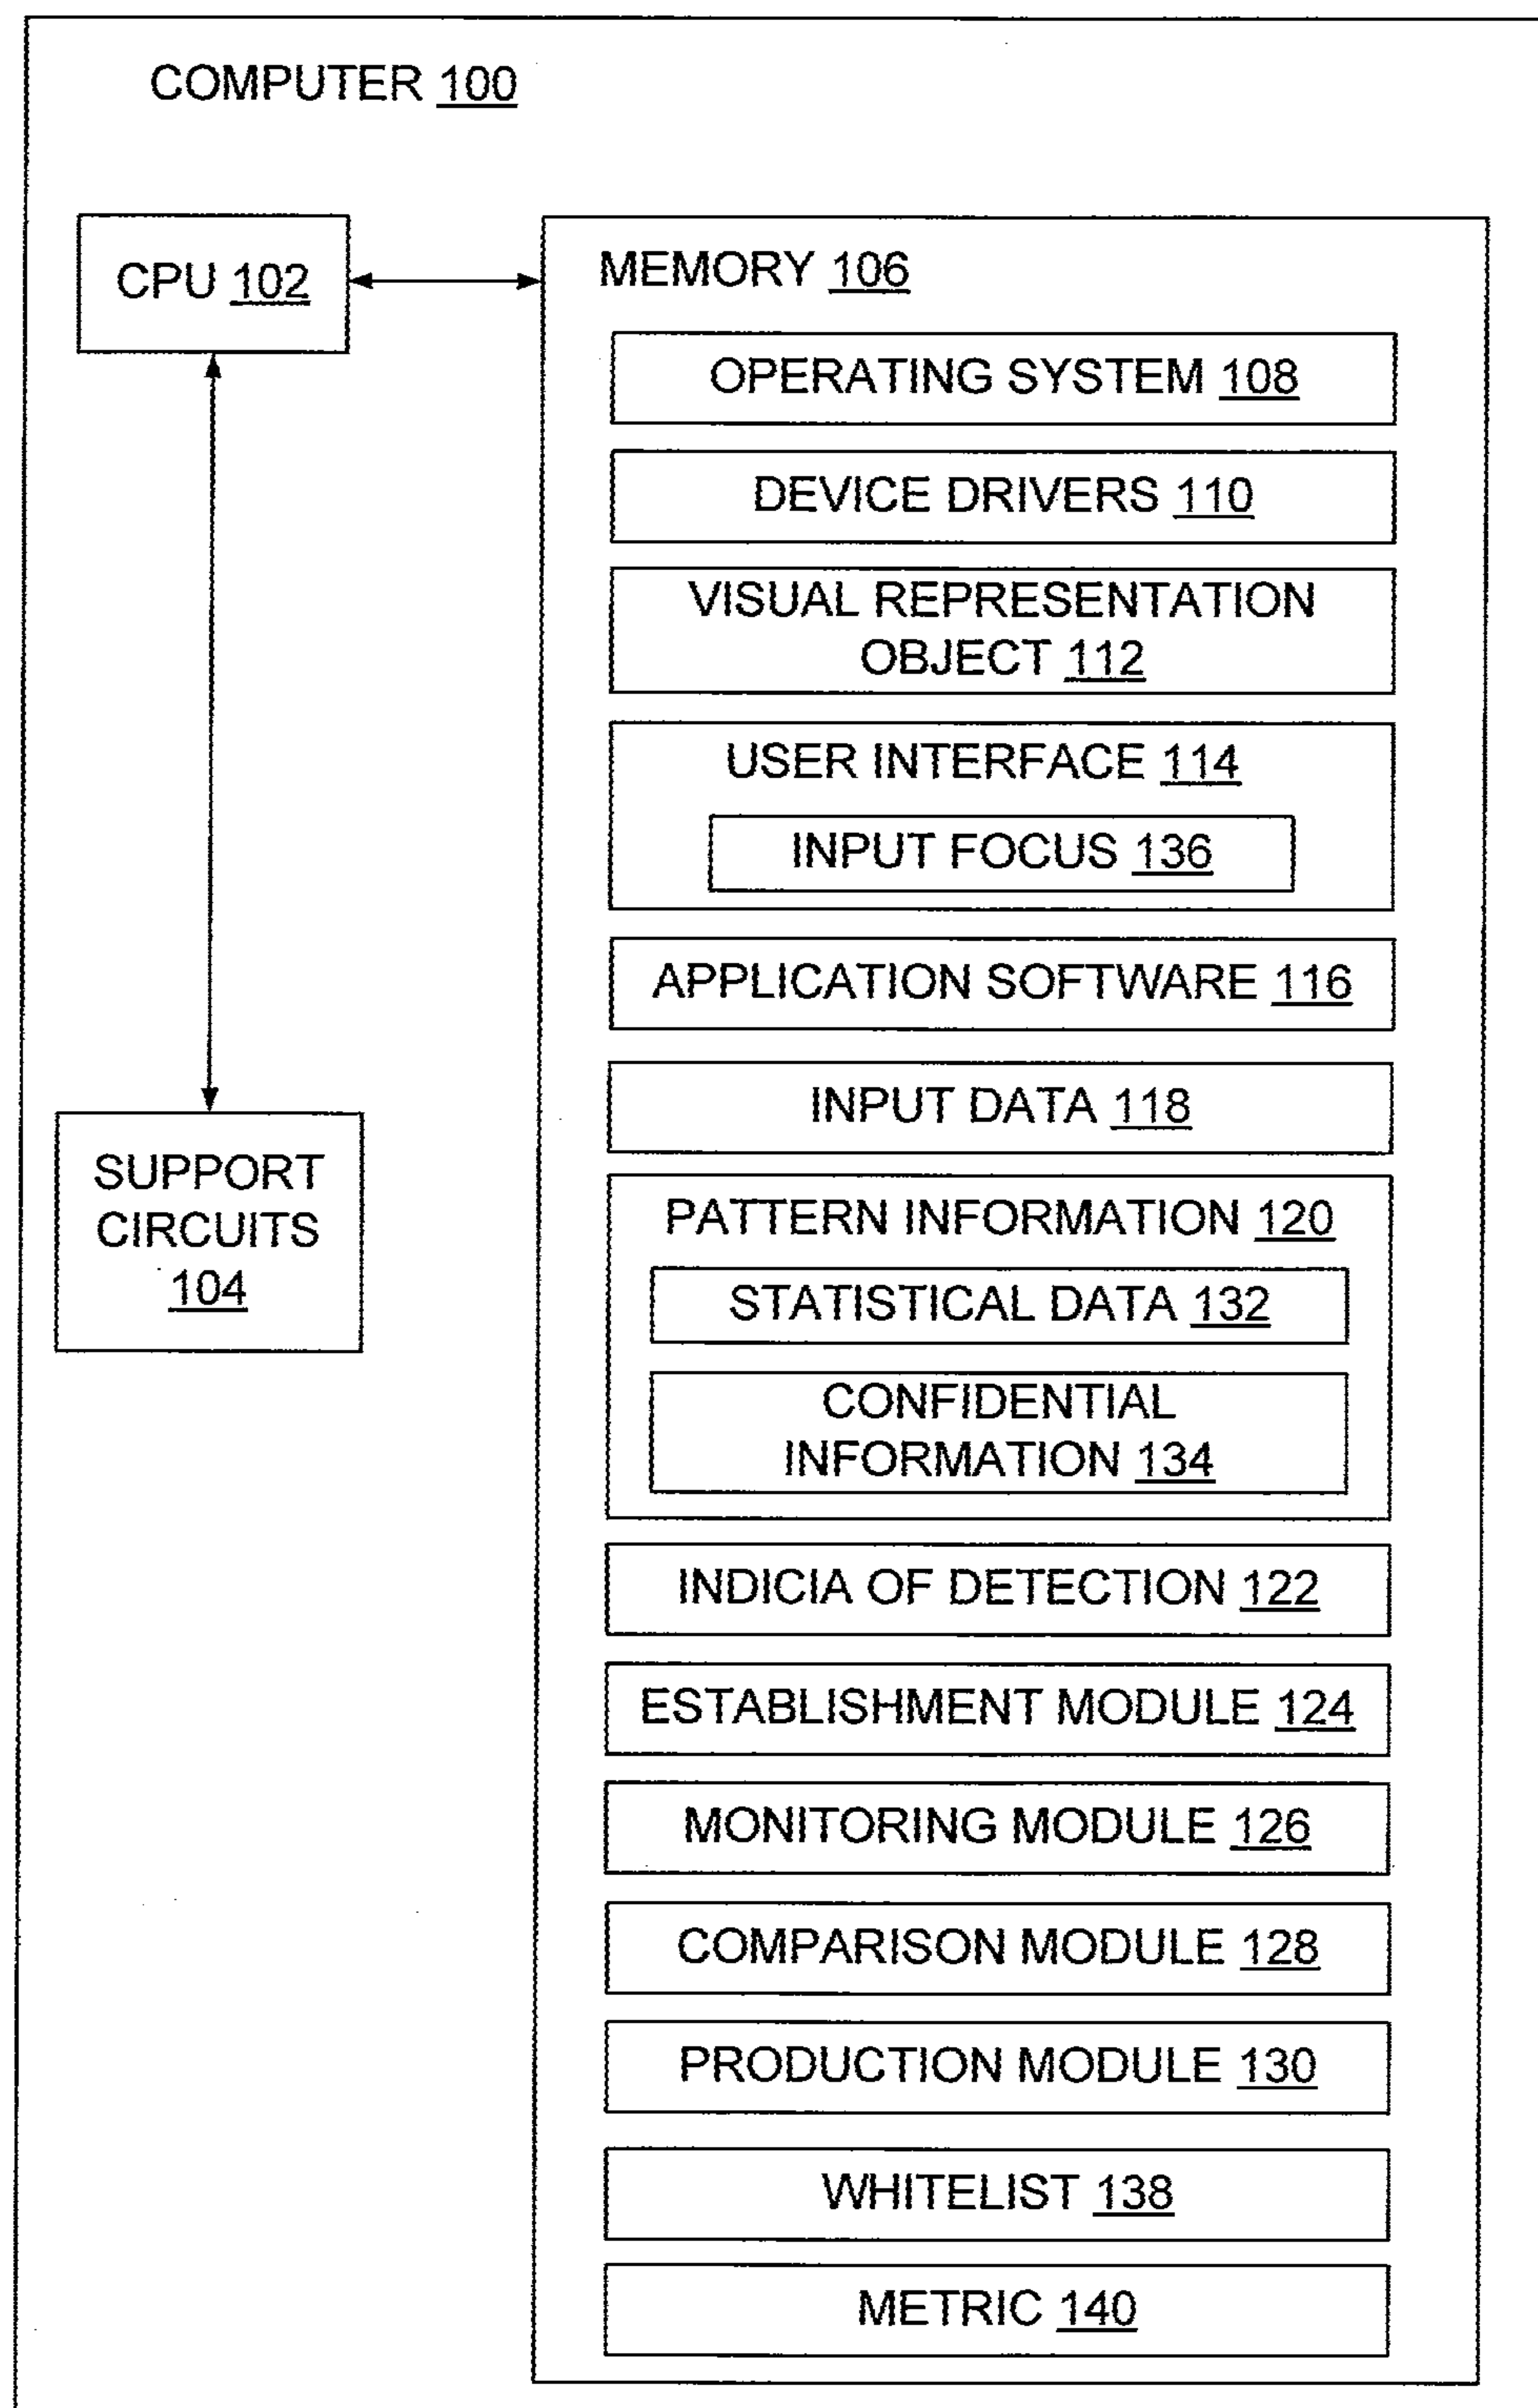 COMPUTER 100
CPU 102
SUPPORT
CIRCUITS
104
MEMORY 106
OPERATING SYSTEM 108
DEVICE DRIVERS 110
VISUAL REPRESENTATION
OBJECT 112
USER INTERFACE 114
INPUT FOCUS 136
APPLICATION SOFTWARE 116
INPUT DATA 118
PATTERN INFORMATION 120
STATISTICAL DATA 132
CONFIDENTIAL
INFORMATION 134
INDICIA OF DETECTION 122
ESTABLISHMENT MODULE 124
MONITORING MODULE 126
COMPARISON MODULE 128
PRODUCTION MODULE 130
WHITELIST 138
METRIC 140